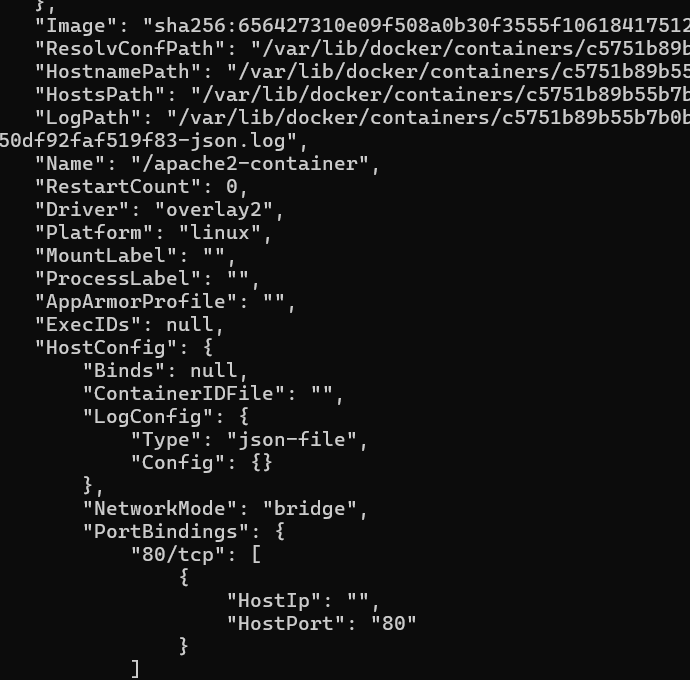 },
"Image": "sha256:656427310e09f508a0b30f3555f10618417512
"ResolvConfPath": "/var/lib/docker/containers/c5751b89b
"HostnamePath": "/var/lib/docker/containers/c5751b89b55
"HostsPath": "/var/lib/docker/containers/c5751b89b55b7b
"LogPath": "/var/lib/docker/containers/c5751b89b55b7b0b
50df92faf519f83-json.log",
"Name": "/apache2-container",
"RestartCount": 0,
"Driver": "overlay2",
"Platform": "linux",
"MountLabel": "",
"ProcessLabel": "",
"AppArmorProfile": "",
"ExecIDs": null,
"HostConfig": {
"Binds": null,
"ContainerIDFile": "",
"LogConfig": {
"Type": "json-file",
"Config": {}
},
"NetworkMode": "bridge",
"PortBindings": {
"80/tcp": [
{
"HostIp": "",
"HostPort": "80"
}
]